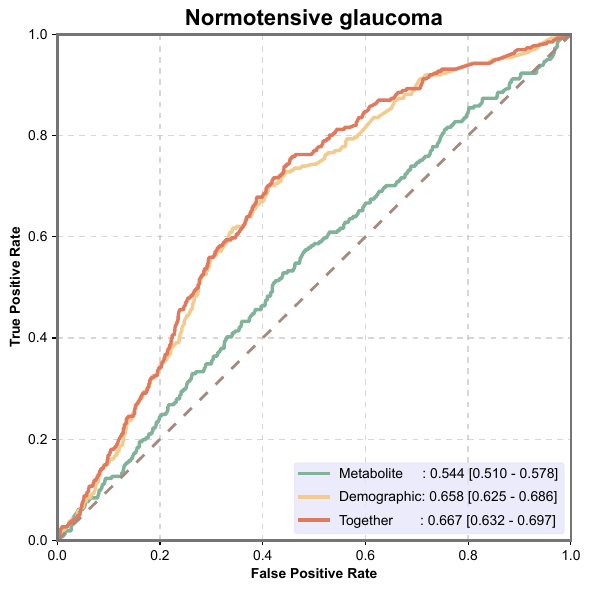 Normotensive glaucoma
1.0
0.8
0.6
0.4
0.2
0.0
True Positive Rate
Metabolite : 0.544 [0.510 - 0.578]
Demographic: 0.658 [0.625 - 0.686]
Together : 0.667 [0.632 - 0.697]
0.0 0.2 0.4 0.6 0.8 1.0
False Positive Rate